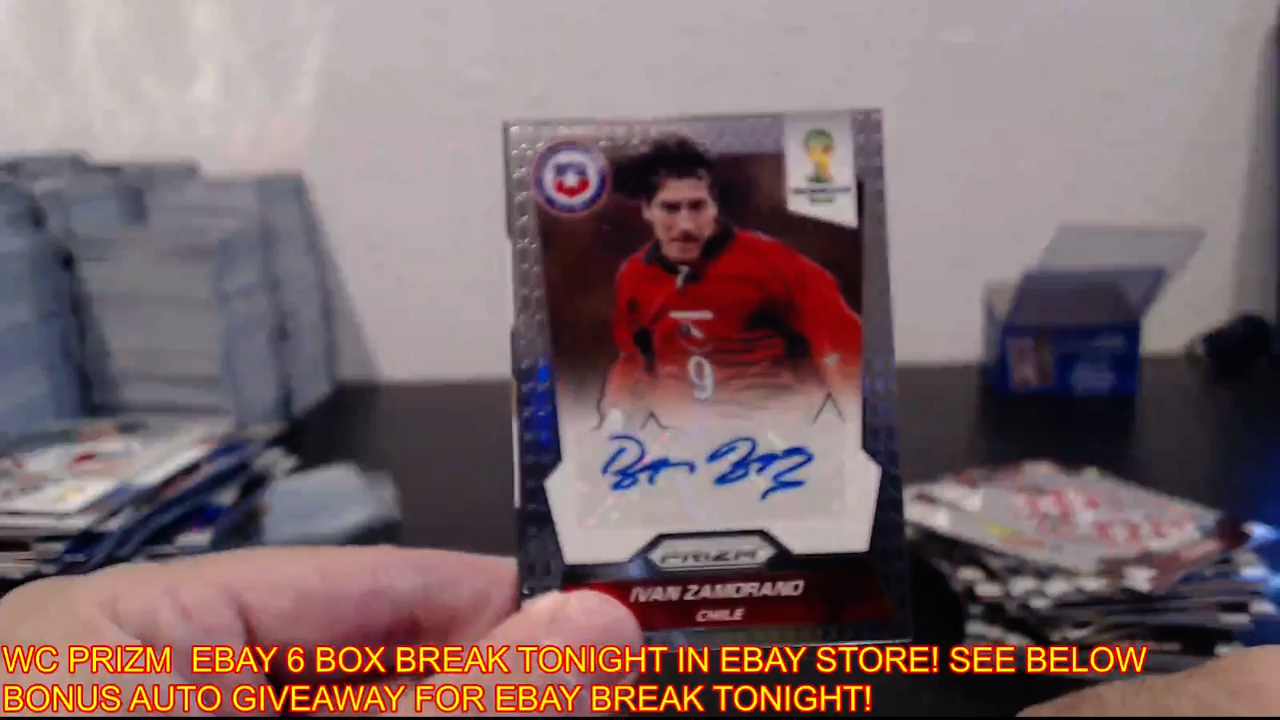 9
PRIZM
IVAN ZAMORANO
CHILE
WC PRIZM EBAY 6 BOX BREAK TONIGHT IN EBAY STORE! SEE BELOW
BONUS AUTO GIVEAWAY FOR EBAY BREAK TONIGHT!